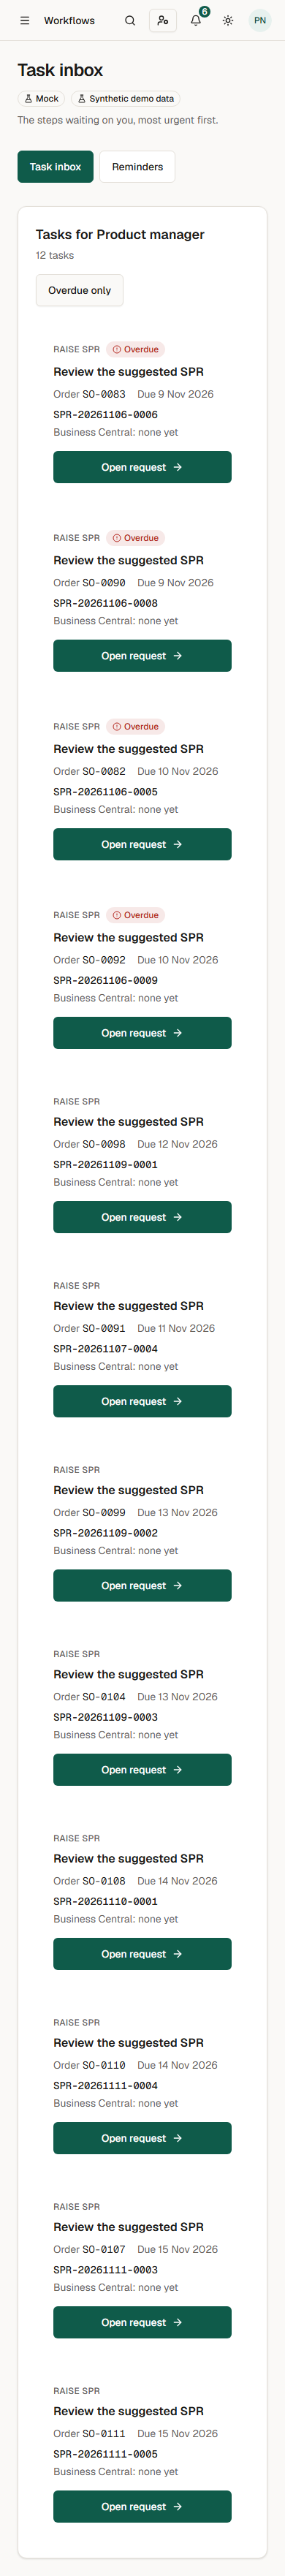 Workflows
6
PN
Task inbox
Mock
Synthetic demo data
The steps waiting on you, most urgent first.
Task inbox
Reminders
Tasks for Product manager
12 tasks
Overdue only
RAISE SPR Overdue
Review the suggested SPR
Order SO-0083 Due 9 Nov 2026
SPR-20261106-0006
Business Central: none yet
Open request
RAISE SPR Overdue
Review the suggested SPR
Order SO-0090 Due 9 Nov 2026
SPR-20261106-0008
Business Central: none yet
Open request
RAISE SPR Overdue
Review the suggested SPR
Order SO-0082 Due 10 Nov 2026
SPR-20261106-0005
Business Central: none yet
Open request
RAISE SPR Overdue
Review the suggested SPR
Order SO-0092 Due 10 Nov 2026
SPR-20261106-0009
Business Central: none yet
Open request
RAISE SPR
Review the suggested SPR
Order SO-0098 Due 12 Nov 2026
SPR-20261109-0001
Business Central: none yet
Open request
RAISE SPR
Review the suggested SPR
Order SO-0091 Due 11 Nov 2026
SPR-20261107-0004
Business Central: none yet
Open request
RAISE SPR
Review the suggested SPR
Order SO-0099 Due 13 Nov 2026
SPR-20261109-0002
Business Central: none yet
Open request
RAISE SPR
Review the suggested SPR
Order SO-0104 Due 13 Nov 2026
SPR-20261109-0003
Business Central: none yet
Open request
RAISE SPR
Review the suggested SPR
Order SO-0108 Due 14 Nov 2026
SPR-20261110-0001
Business Central: none yet
Open request
RAISE SPR
Review the suggested SPR
Order SO-0110 Due 14 Nov 2026
SPR-20261111-0004
Business Central: none yet
Open request
RAISE SPR
Review the suggested SPR
Order SO-0107 Due 15 Nov 2026
SPR-20261111-0003
Business Central: none yet
Open request
RAISE SPR
Review the suggested SPR
Order SO-0111 Due 15 Nov 2026
SPR-20261111-0005
Business Central: none yet
Open request